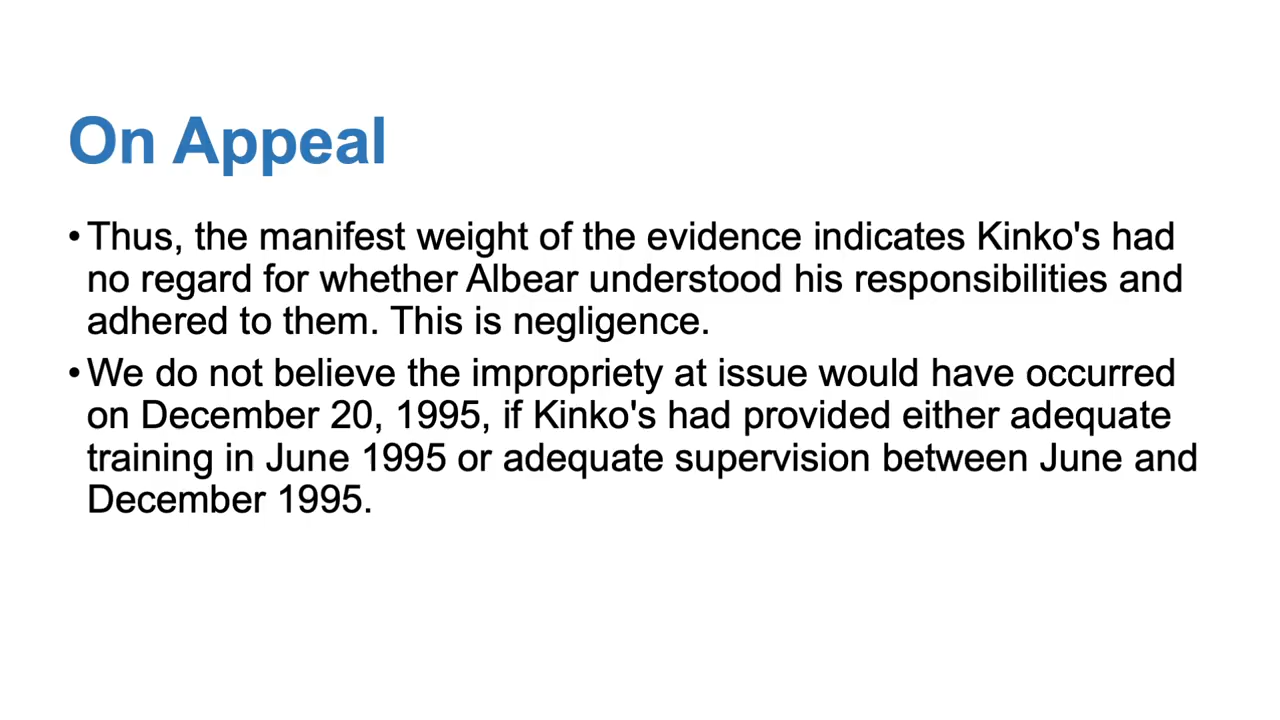 On Appeal
•Thus, the manifest weight of the evidence indicates Kinko's had
no regard for whether Albear understood his responsibilities and
adhered to them. This is negligence.
•We do not believe the impropriety at issue would have occurred
on December 20, 1995, if Kinko's had provided either adequate
training in June 1995 or adequate supervision between June and
December 1995.